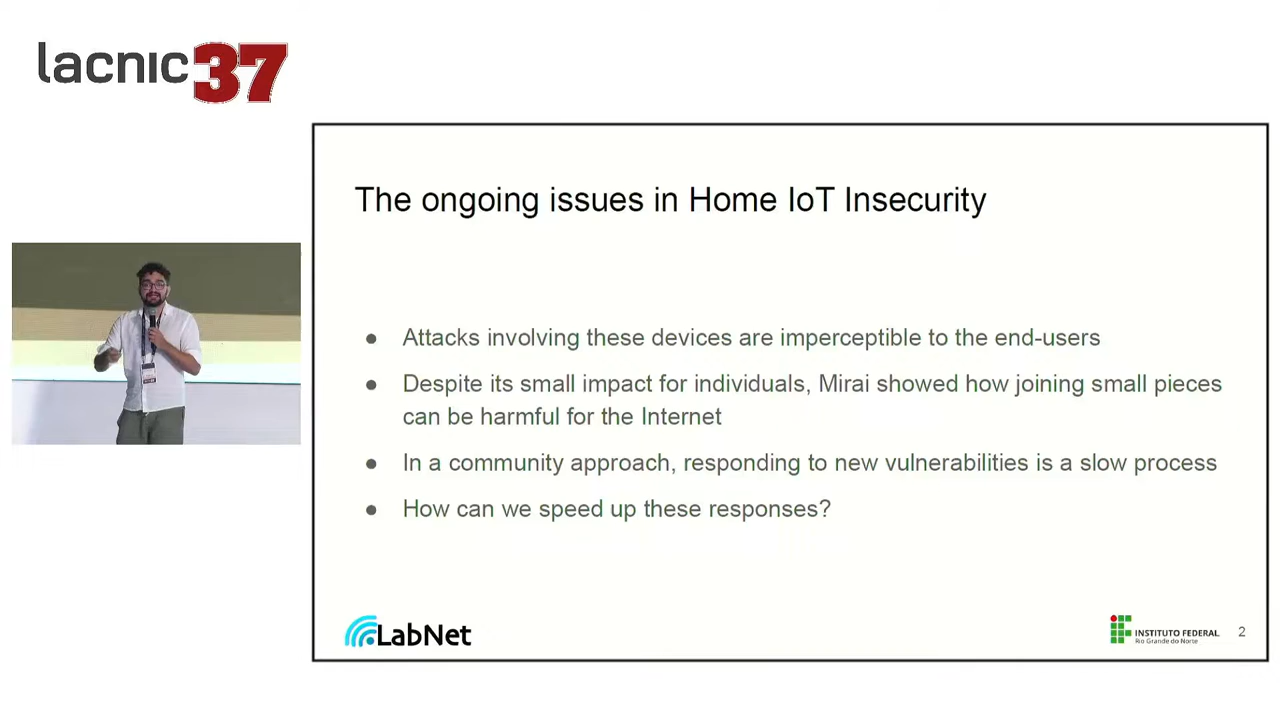 lacnic37
The ongoing issues in Home IoT Insecurity
● Attacks involving these devices are imperceptible to the end-users
● Despite its small impact for individuals, Mirai showed how joining small pieces
can be harmful for the Internet
● In a community approach, responding to new vulnerabilities is a slow process
● How can we speed up these responses?
LabNet
INSTITUTO FEDERAL
Rio Grande do Norte
2